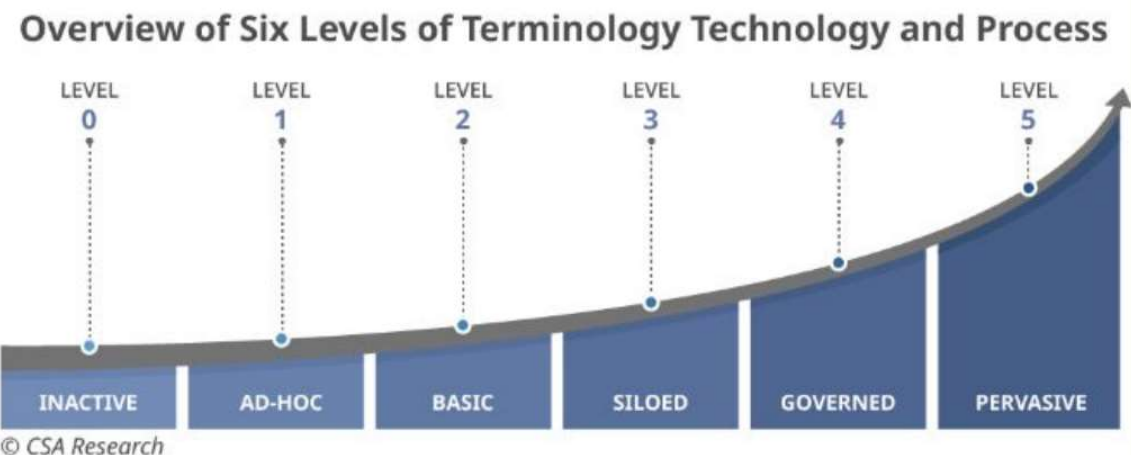 Overview of Six Levels of Terminology Technology and Process
LEVEL LEVEL LEVEL LEVEL LEVEL LEVEL
0 1 2 3 4 5
INACTIVE AD-HOC BASIC SILOED GOVERNED PERVASIVE
© CSA Research